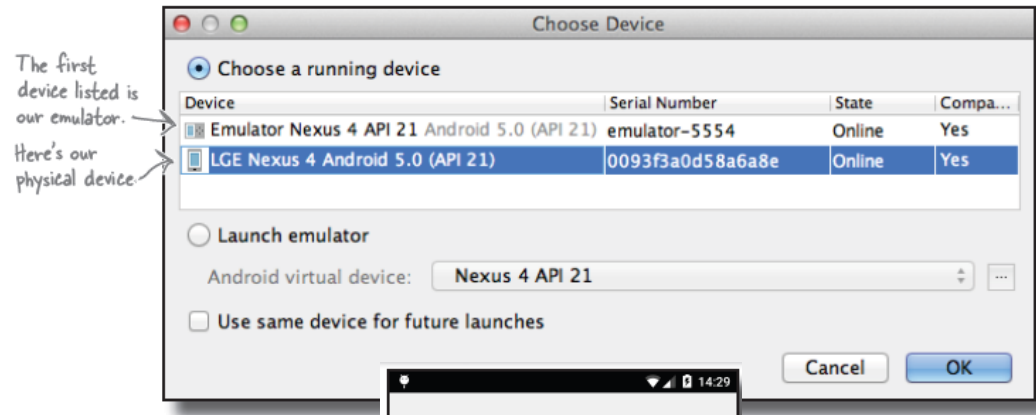 Choose Device
The first
device listed is
our emulator.
Here's our
physical device
Choose a running device
Device Serial Number State Compa...
Emulator Nexus 4 API 21 Android 5.0 (API 21) emulator-5554 Online Yes
LGE Nexus 4 Android 5.0 (API 21) 0093f3a0d58a6a8e Online Yes
Launch emulator
Android virtual device: Nexus 4 API 21 ...
Use same device for future launches
Cancel OK
14:29